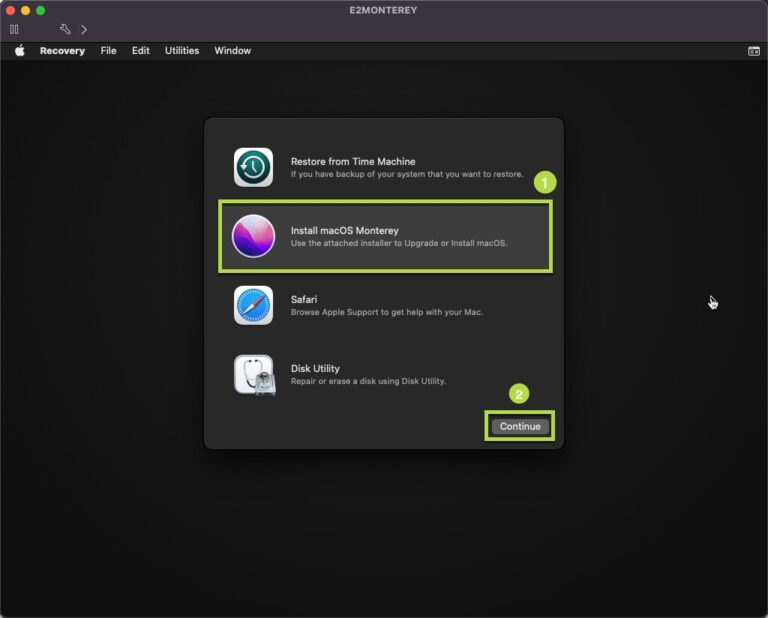 E2MONTEREY
Recovery File Edit Utilities Window
Restore from Time Machine
If you have backup of your system that you want to restore.
1
Install macOS Monterey
Use the attached installer to Upgrade or Install macOS.
Safari
Browse Apple Support to get help with your Mac.
Disk Utility
Repair or erase a disk using Disk Utility.
2
Continue